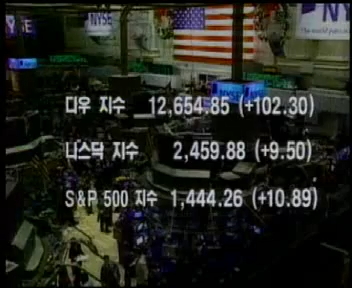 NYSE
NYSE
다우 지수 12,654.85 (+102.30)
나스닥 지수 2,459.88 (+9.50)
S&P 500 지수 1,444.26 (+10.89)